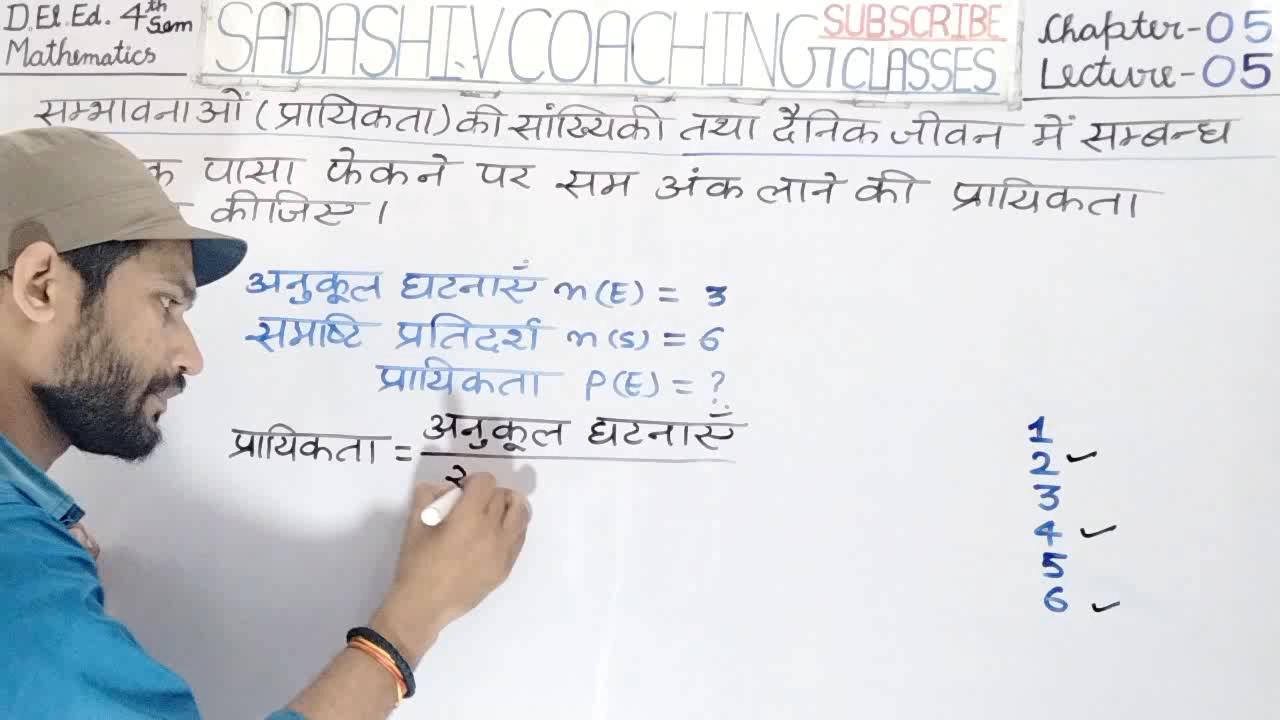 D.El.Ed. 4th Sem
Mathematics
SADASHIV COACHING CLASSES
SUBSCRIBE
Chapter-05
Lecture-05
सम्भावनाओं (प्रायिकता) की सांख्यिकी तथा दैनिक जीवन में सम्बन्ध
पासा फेकने पर सम अंक लाने की प्रायिकता
कीजिए।
अनुकूल घटनाएँ n(E) = 3
समष्टि प्रतिदर्श n(s) = 6
प्रायिकता P(E) = ?
प्रायिकता = अनुकूल घटनाएँ
1
2
3
4
5
6